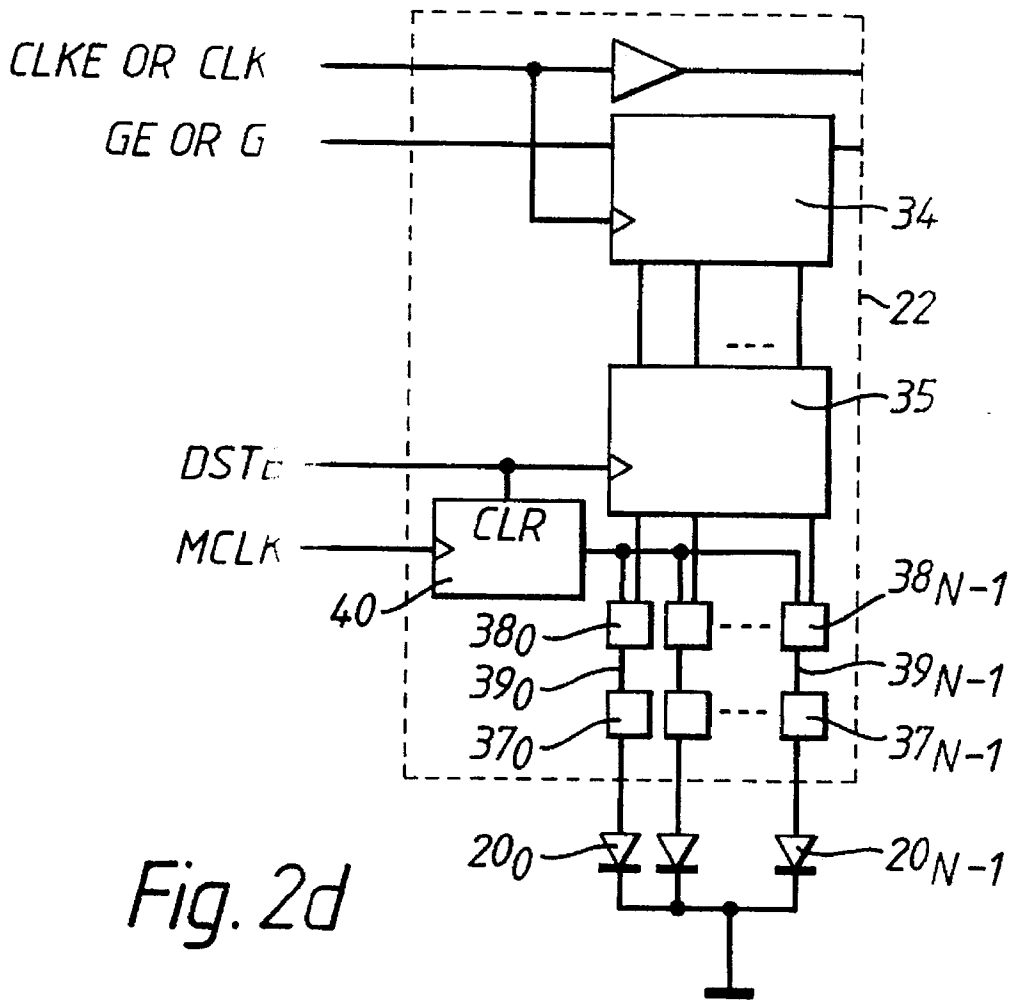 CLKE OR CLK
GE OR G
34
22
35
DSTE
MCLK
CLR
40
38₀
38N-1
39₀
39N-1
37₀
37N-1
20₀
20N-1
Fig. 2d